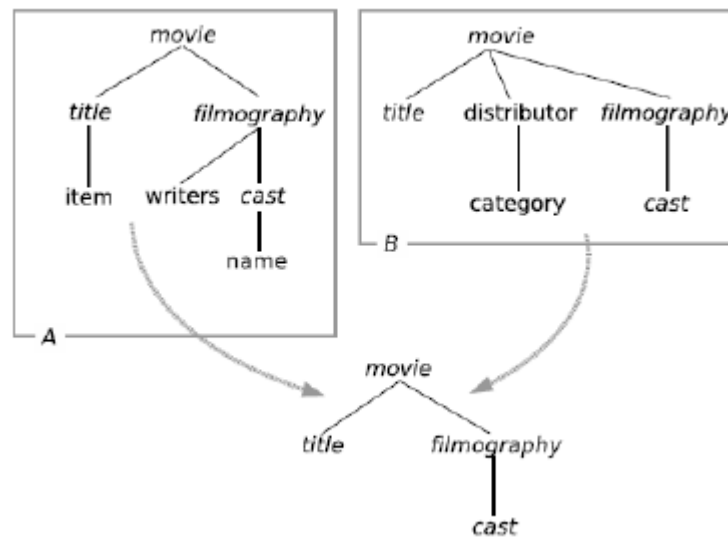 movie
title filmography
item writers cast
name
A
movie
title distributor filmography
category cast
B
movie
title filmography
cast